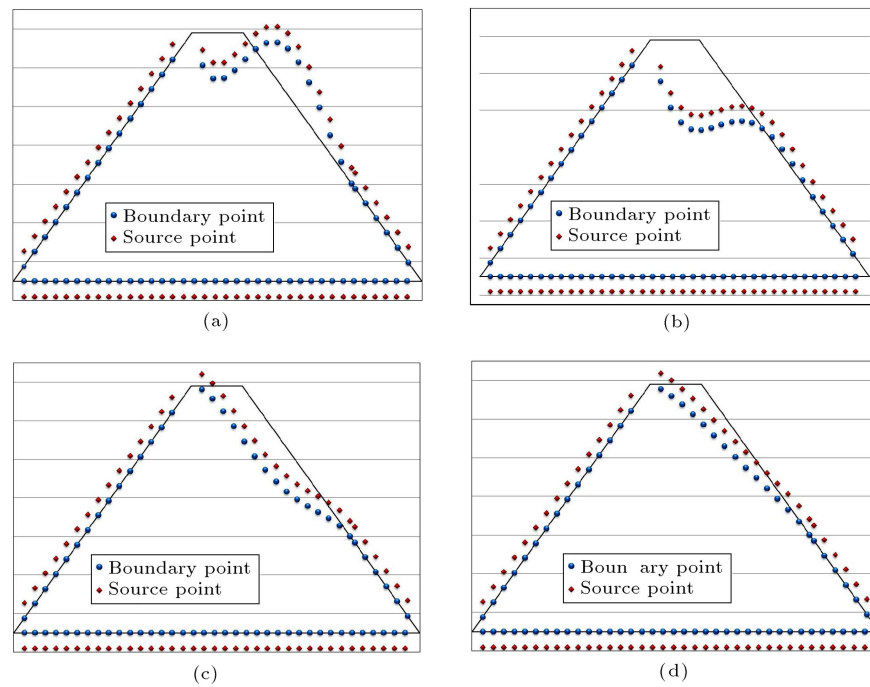 Boundary point
Source point
(a)
Boundary point
Source point
(b)
Boundary point
Source point
(c)
Boun ary point
Source point
(d)